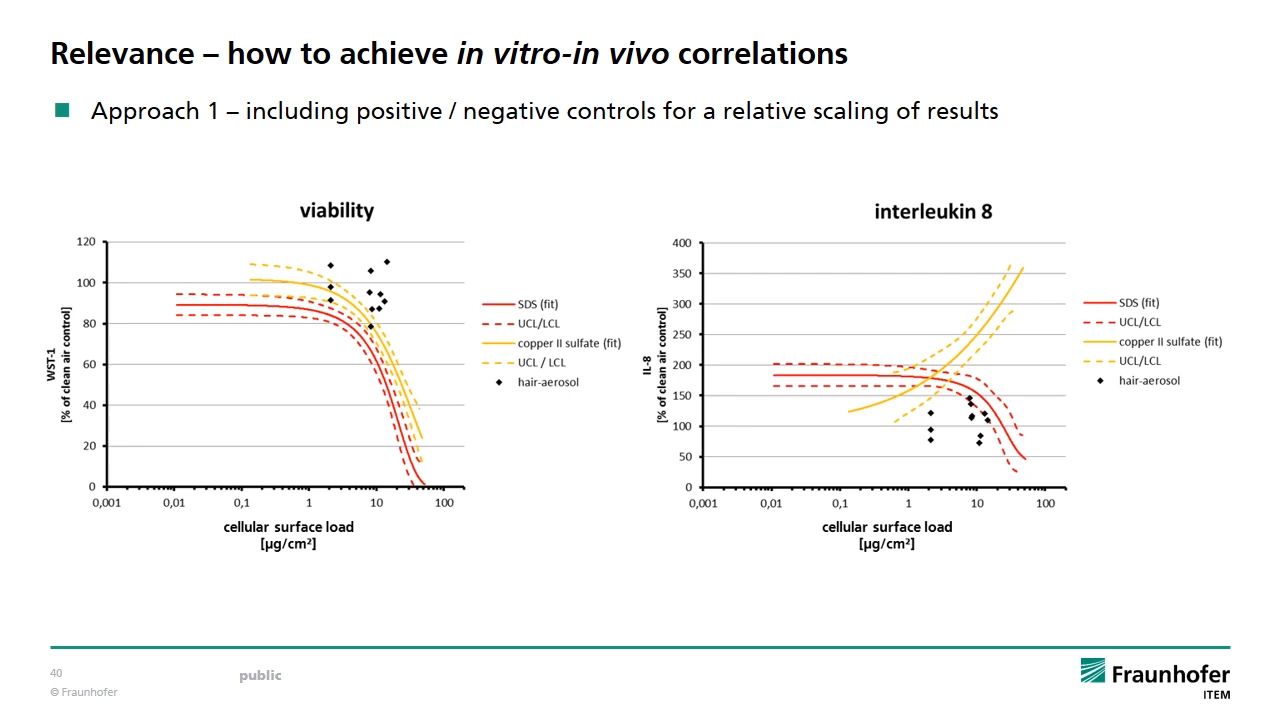 Relevance – how to achieve in vitro-in vivo correlations
Approach 1 – including positive / negative controls for a relative scaling of results
viability
WST-1
[% of clean air control]
120
100
80
60
40
20
0
0,001
0,01
0,1
1
10
100
cellular surface load
[µg/cm²]
SDS (fit)
UCL/LCL
copper II sulfate (fit)
UCL / LCL
hair-aerosol
interleukin 8
IL-8
[% of clean air control]
400
350
300
250
200
150
100
50
0
0,001
0,01
0,1
1
10
100
cellular surface load
[µg/cm²]
SDS (fit)
UCL/LCL
copper II sulfate (fit)
UCL/LCL
hair-aerosol
40
© Fraunhofer
public
Fraunhofer
ITEM